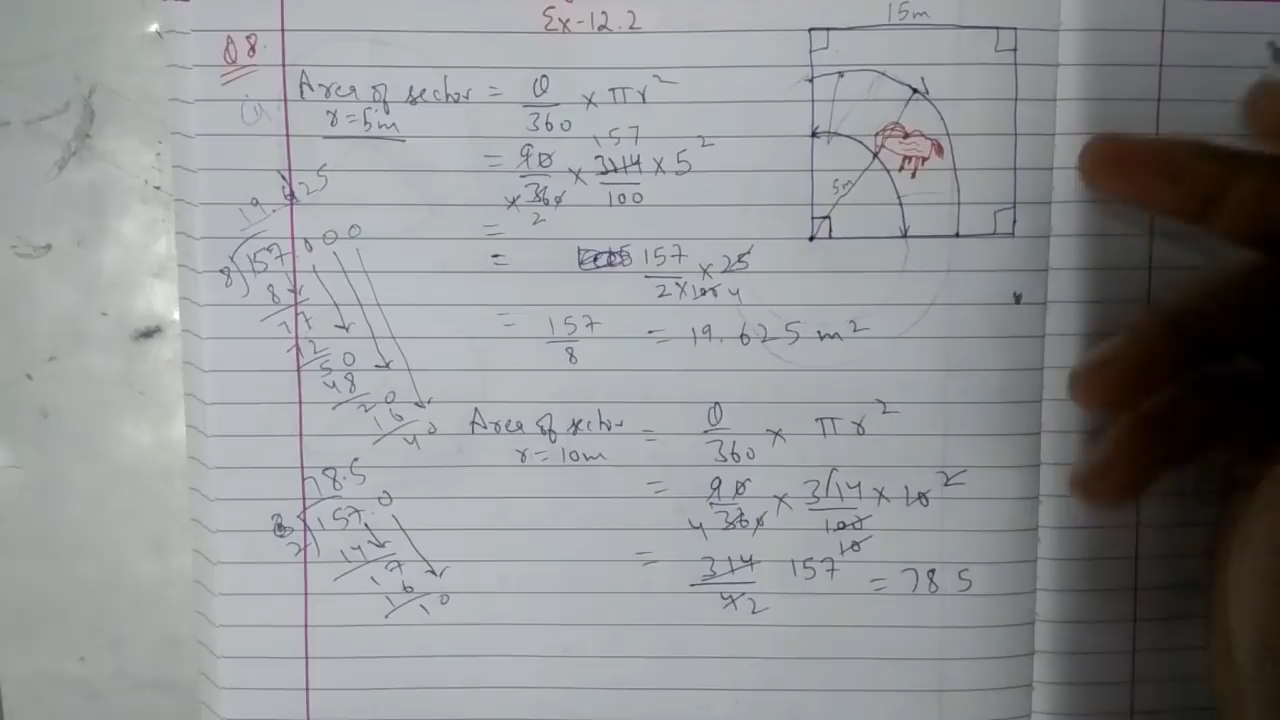 Ex-12.2
Q8.
15m
(i)
Area of sector = θ/360 × πr²
r=5m
= 90/360 × 314/100 × 5²
157
2
5m
=
= 157/2×100 × 25
4
= 157/8 = 19.625 m²
19.625
8)157.000
8
77
72
50
48
20
16
40
Area of sector = θ/360 × πr²
r=10m
= 90/360 × 314/100 × 10²
4
10
= 314/4 157 = 78.5
2
78.5
2)157.0
14
17
16
10